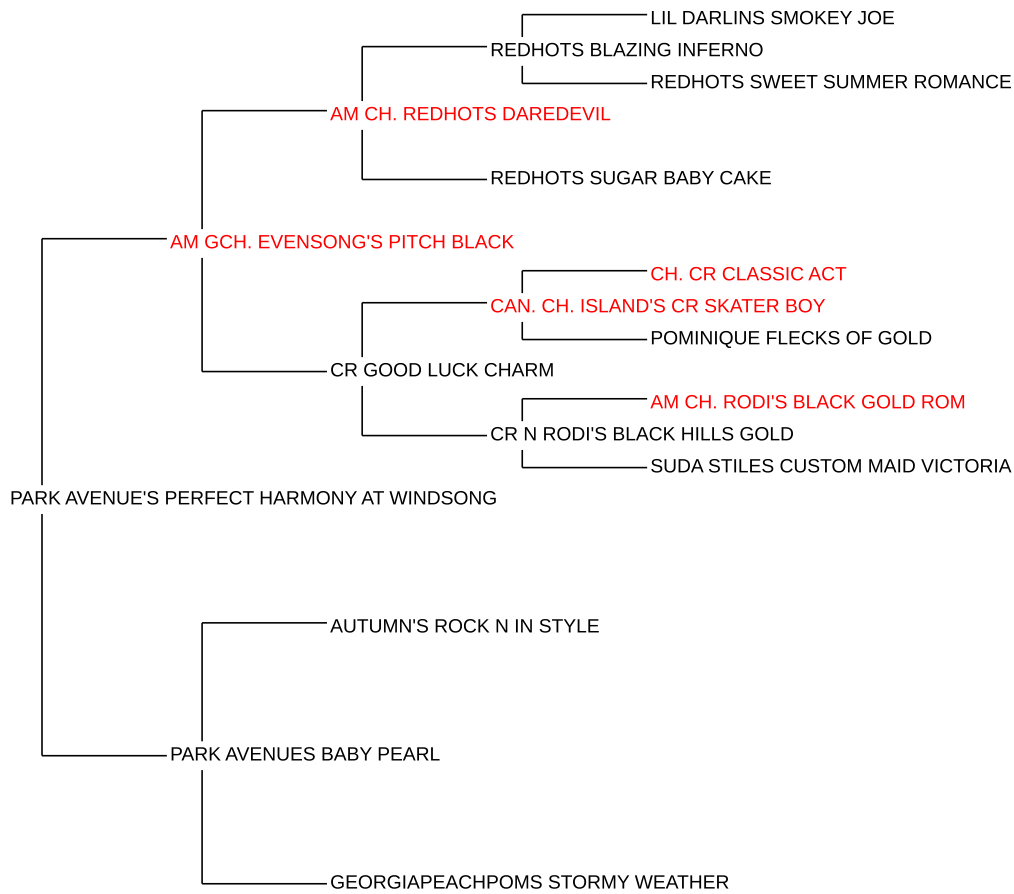 LIL DARLINS SMOKEY JOE
REDHOTS BLAZING INFERNO
REDHOTS SWEET SUMMER ROMANCE
AM CH. REDHOTS DAREDEVIL
REDHOTS SUGAR BABY CAKE
AM GCH. EVENSONG'S PITCH BLACK
CH. CR CLASSIC ACT
CAN. CH. ISLAND'S CR SKATER BOY
POMINIQUE FLECKS OF GOLD
CR GOOD LUCK CHARM
AM CH. RODI'S BLACK GOLD ROM
CR N RODI'S BLACK HILLS GOLD
SUDA STILES CUSTOM MAID VICTORIA
PARK AVENUE'S PERFECT HARMONY AT WINDSONG
AUTUMN'S ROCK N IN STYLE
PARK AVENUES BABY PEARL
GEORGIAPEACHPOMS STORMY WEATHER